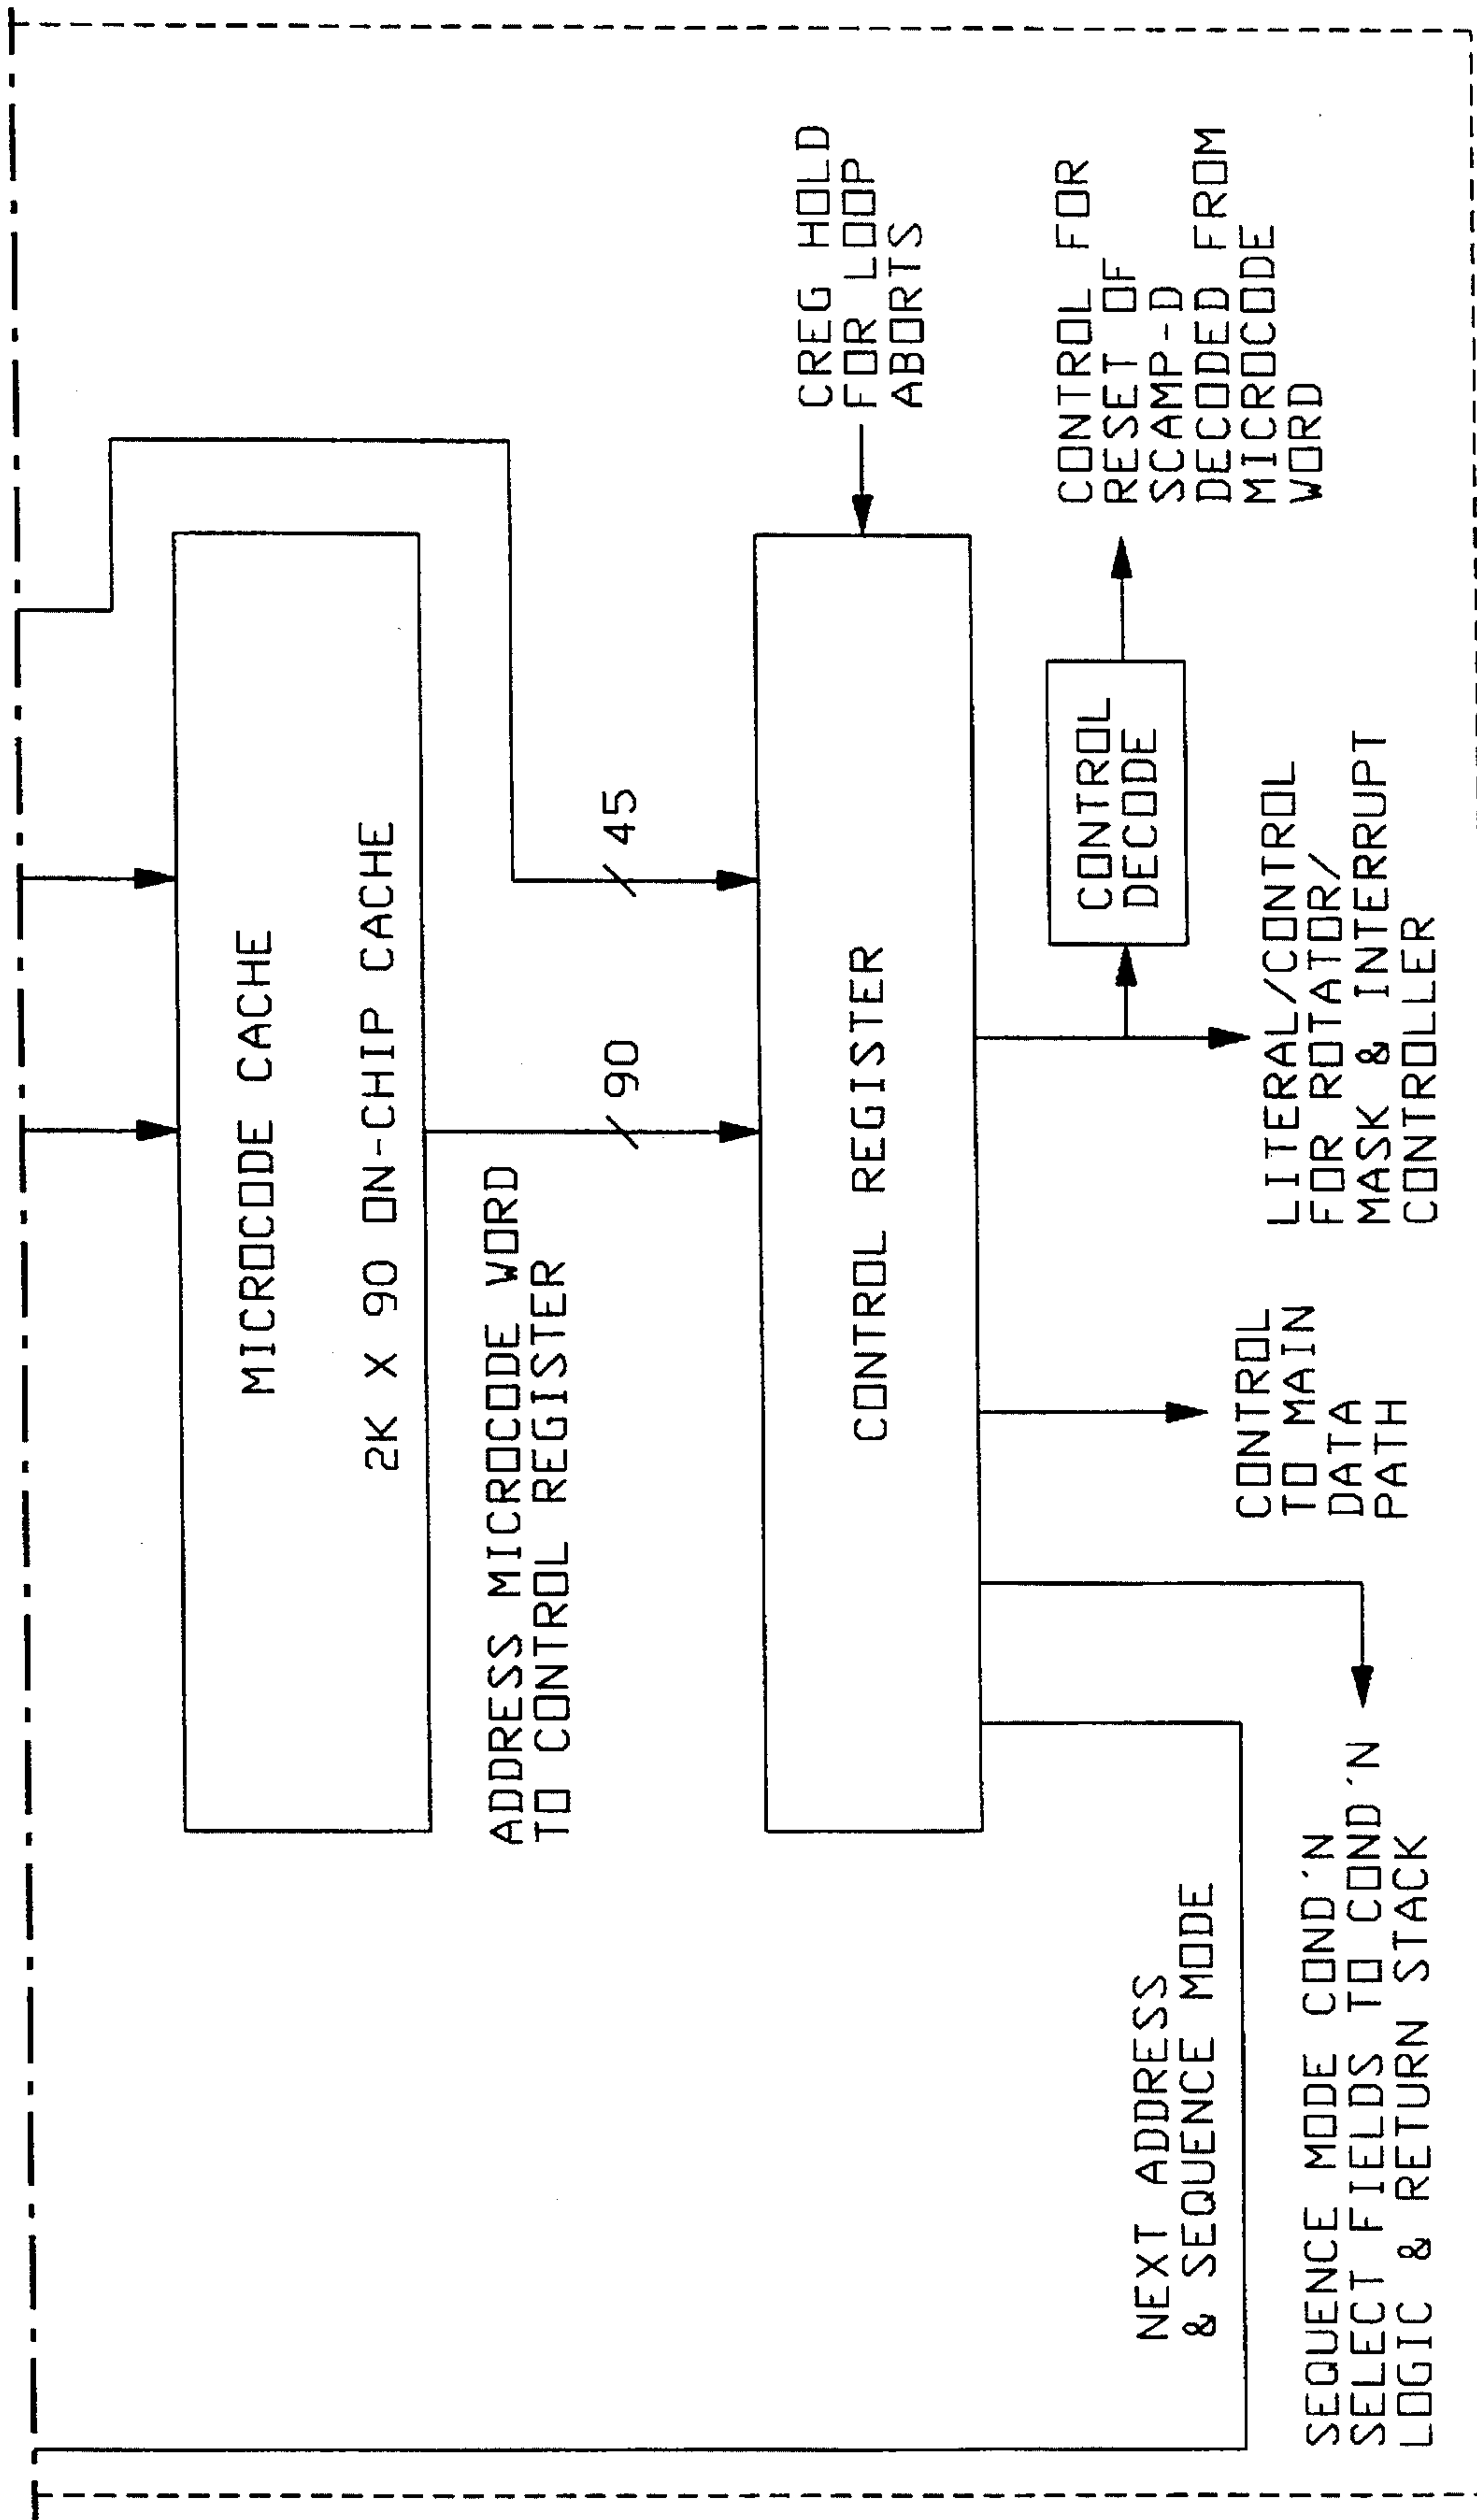 MICROCODE CACHE
2K X 90 ON-CHIP CACHE
ADDRESS MICROCODE WORD
TO CONTROL REGISTER
90
45
CONTROL REGISTER
CREG HOLD
FOR LOOP
ABORTS
NEXT ADDRESS
& SEQUENCE MODE
SEQUENCE MODE COND'N
SELECT FIELDS TO COND'N
LOGIC & RETURN STACK
CONTROL
TO MAIN
DATA
PATH
LITERAL/CONTROL
FOR ROTATOR/
MASK & INTERRUPT
CONTROLLER
CONTROL
DECODE
CONTROL FOR
RESET OF
SCAMP-D
DECODED FROM
MICROCODE
WORD